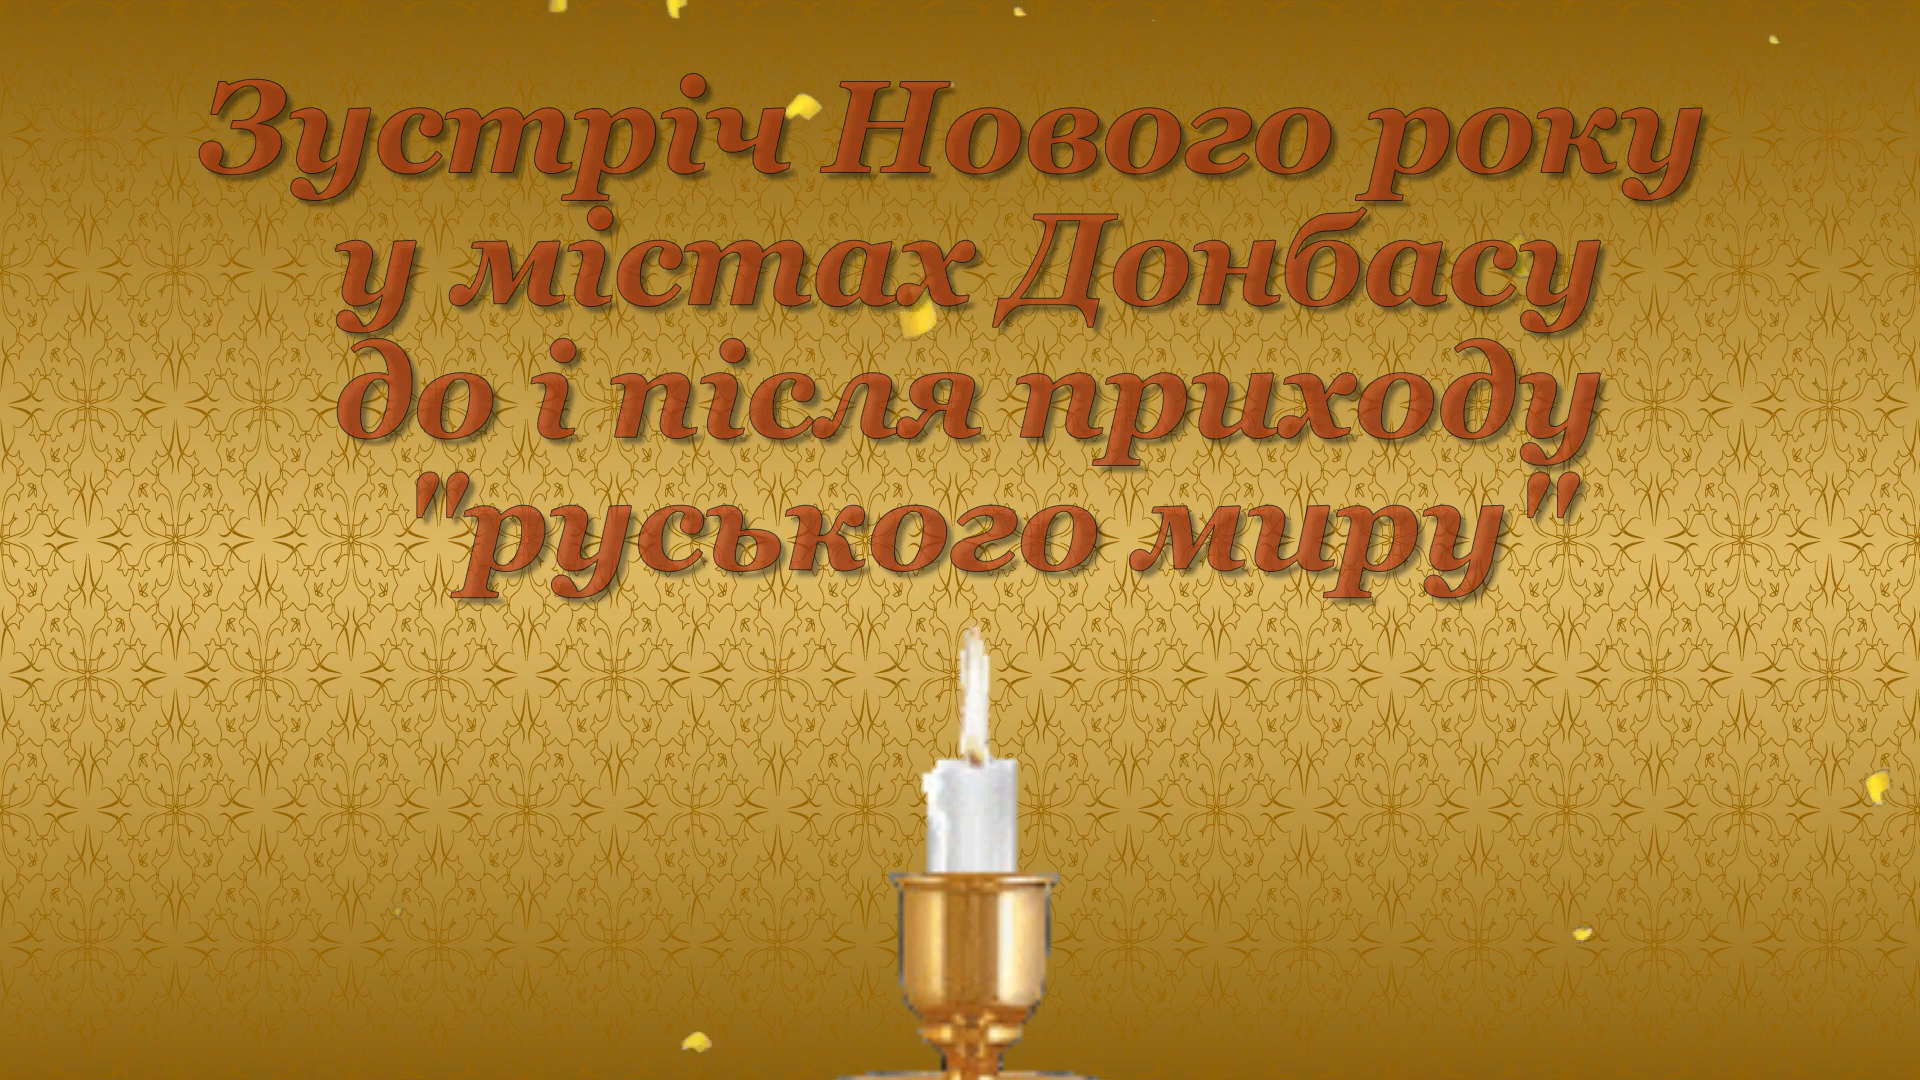 Зустріч Нового року
у містах Донбасу
до і після приходу
"руського миру"